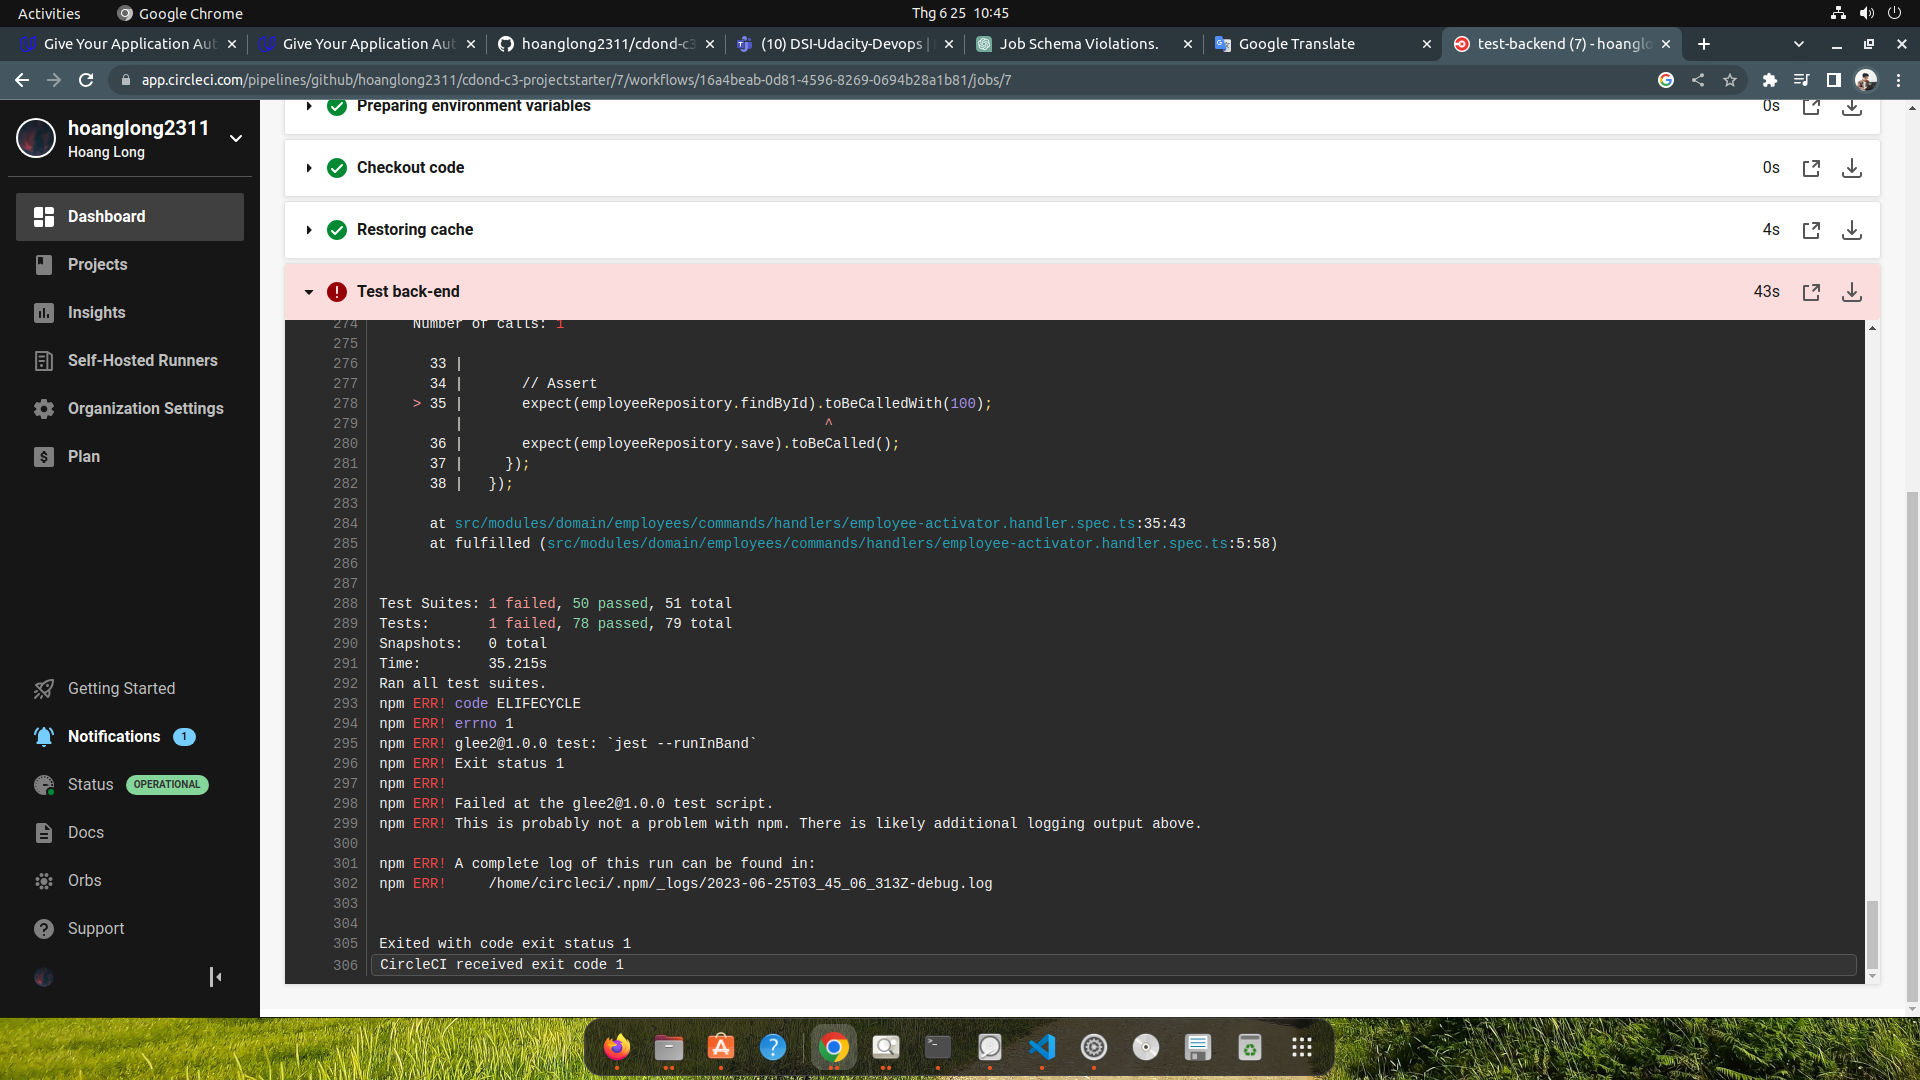 Activities
Google Chrome
Thg 6 25 10:45
Give Your Application Aut
Give Your Application Aut
hoanglong2311/cdond-c3
(10) DSI-Udacity-Devops |
Job Schema Violations.
Google Translate
test-backend (7) - hoanglo
app.circleci.com/pipelines/github/hoanglong2311/cdond-c3-projectstarter/7/workflows/16a4beab-0d81-4596-8269-0694b28a1b81/jobs/7
hoanglong2311
Hoang Long
Dashboard
Projects
Insights
Self-Hosted Runners
Organization Settings
Plan
Getting Started
Notifications 1
Status OPERATIONAL
Docs
Orbs
Support
Preparing environment variables 0s
Checkout code 0s
Restoring cache 4s
Test back-end 43s
274 Number of calls: 1
275
276 33 |
277 34 | // Assert
278 > 35 | expect(employeeRepository.findById).toBeCalledWith(100);
279 | ^
280 36 | expect(employeeRepository.save).toBeCalled();
281 37 | });
282 38 | });
283
284 at src/modules/domain/employees/commands/handlers/employee-activator.handler.spec.ts:35:43
285 at fulfilled (src/modules/domain/employees/commands/handlers/employee-activator.handler.spec.ts:5:58)
286
287
288 Test Suites: 1 failed, 50 passed, 51 total
289 Tests: 1 failed, 78 passed, 79 total
290 Snapshots: 0 total
291 Time: 35.215s
292 Ran all test suites.
293 npm ERR! code ELIFECYCLE
294 npm ERR! errno 1
295 npm ERR! glee2@1.0.0 test: `jest --runInBand`
296 npm ERR! Exit status 1
297 npm ERR!
298 npm ERR! Failed at the glee2@1.0.0 test script.
299 npm ERR! This is probably not a problem with npm. There is likely additional logging output above.
300
301 npm ERR! A complete log of this run can be found in:
302 npm ERR! /home/circleci/.npm/_logs/2023-06-25T03_45_06_313Z-debug.log
303
304
305 Exited with code exit status 1
306 CircleCI received exit code 1